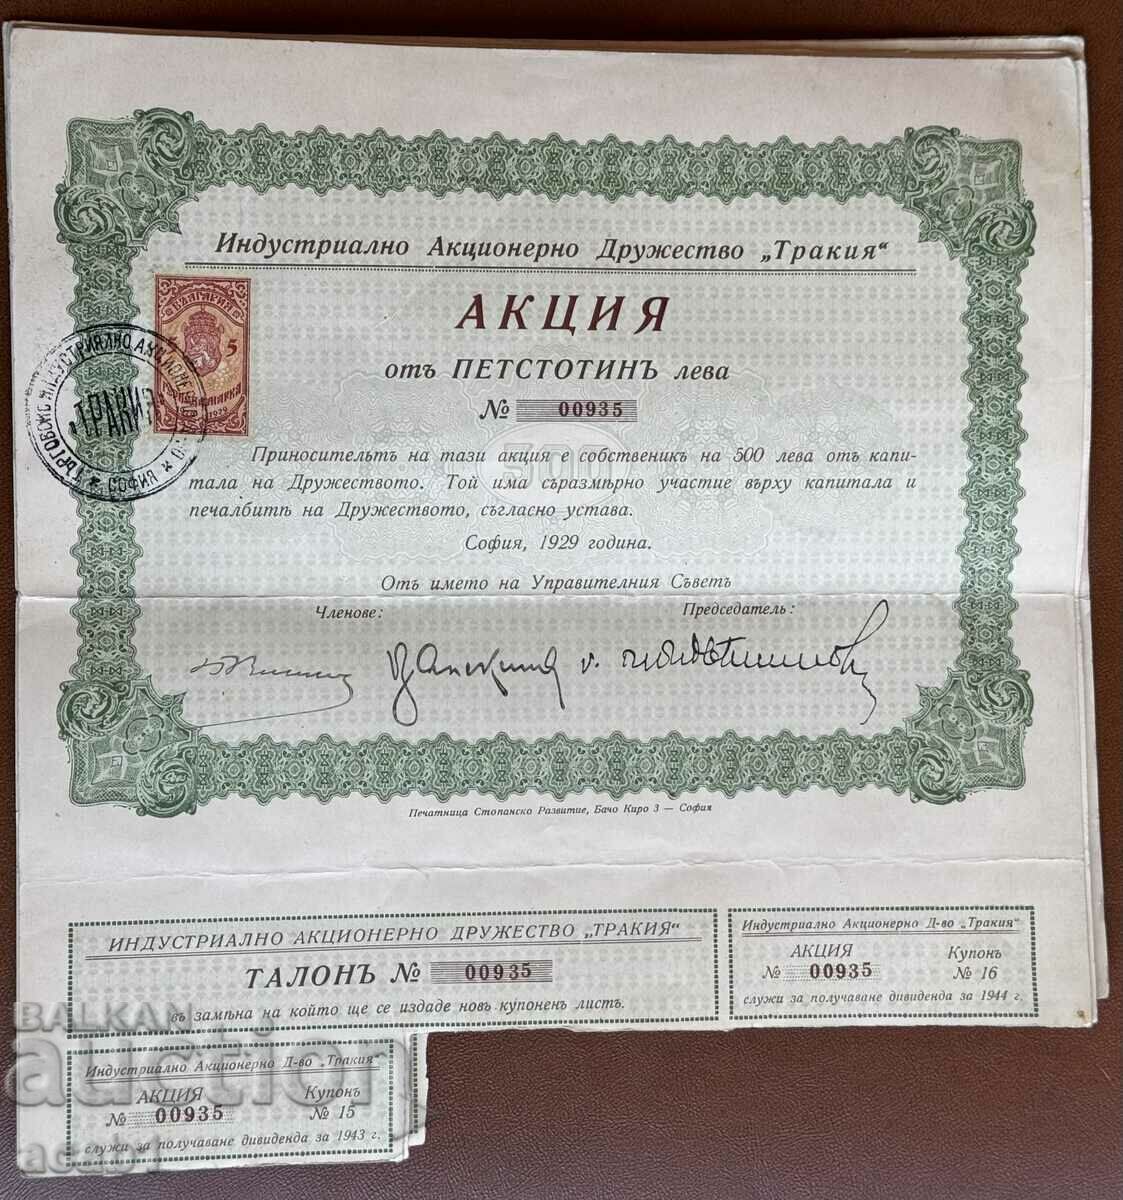 Индустриално Акционерно Дружество „Тракия“
АКЦИЯ
отъ ПЕТСТОТИНЪ лева
№ 00935
БЪЛГАРИЯ
5
1929
„ТРАКИЯ“
СОФИЯ
500
Приносительтъ на тази акция е собственикъ на 500 лева отъ капи-
тала на Дружеството. Той има съразмѣрно участие върху капитала и
печалбитѣ на Дружеството, съгласно устава.
София, 1929 година.
Отъ името на Управителния Съветъ
Членове: Председатель:
Печатница Стопанско Развитие, Бачо Киро 3 — София
ИНДУСТРИАЛНО АКЦИОНЕРНО ДРУЖЕСТВО „ТРАКИЯ“
ТАЛОНЪ № 00935
въ замѣна на който ще се издаде новъ купоненъ листъ.
Индустриално Акционерно Д-во „Тракия“
АКЦИЯ Купонъ
№ 00935 № 16
служи за получаване дивидента за 1944 г.
Индустриално Акционерно Д-во „Тракия“
АКЦИЯ Купонъ
№ 00935 № 15
служи за получаване дивидента за 1943 г.
BALKAN
auction